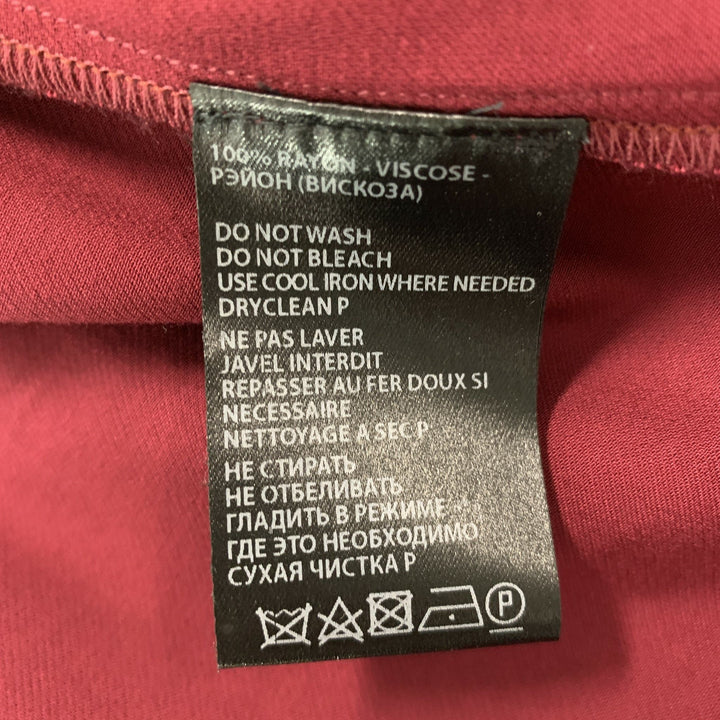 100% RAYON - VISCOSE -
РЭЙОН (ВИСКОЗА)
DO NOT WASH
DO NOT BLEACH
USE COOL IRON WHERE NEEDED
DRYCLEAN P
NE PAS LAVER
JAVEL INTERDIT
REPASSER AU FER DOUX SI
NECESSAIRE
NETTOYAGE A SEC P
НЕ СТИРАТЬ
НЕ ОТБЕЛИВАТЬ
ГЛАДИТЬ В РЕЖИМЕ -
ГДЕ ЭТО НЕОБХОДИМО
СУХАЯ ЧИСТКА Р
P